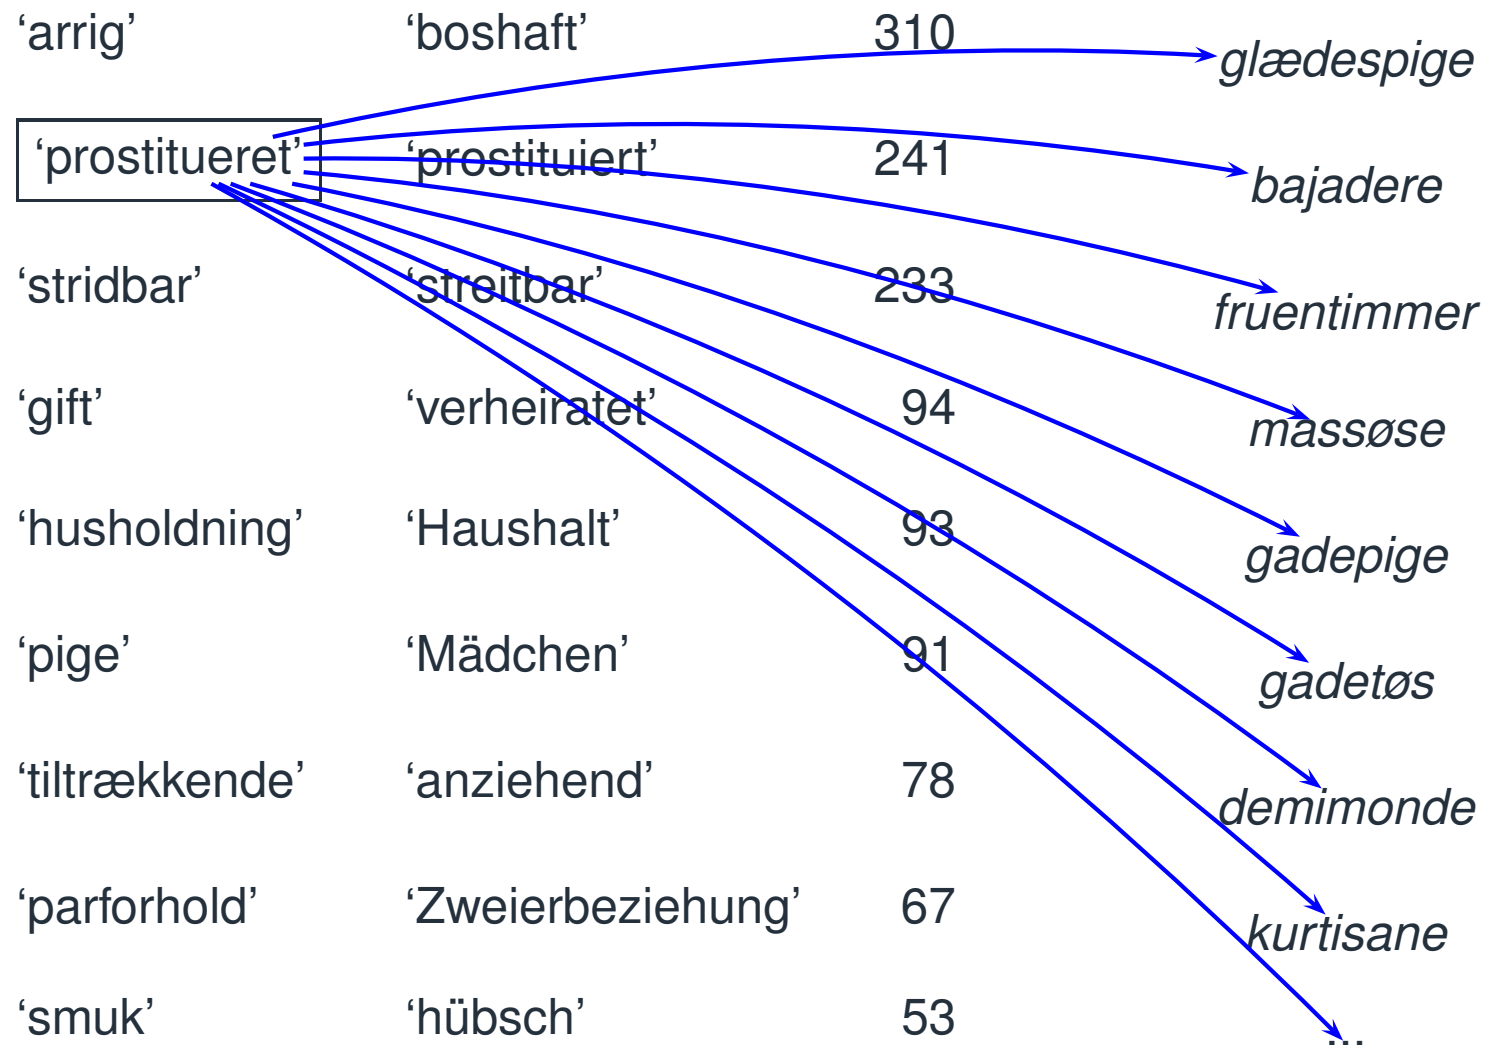 ‘arrig’ ‘boshaft’ 310 glædespige
‘prostitueret’ ‘prostituiert’ 241 bajadere
‘stridbar’ ‘streitbar’ 233 fruentimmer
‘gift’ ‘verheiratet’ 94 massøse
‘husholdning’ ‘Haushalt’ 93 gadepige
‘pige’ ‘Mädchen’ 91 gadetøs
‘tiltrækkende’ ‘anziehend’ 78 demimonde
‘parforhold’ ‘Zweierbeziehung’ 67 kurtisane
‘smuk’ ‘hübsch’ 53 ...